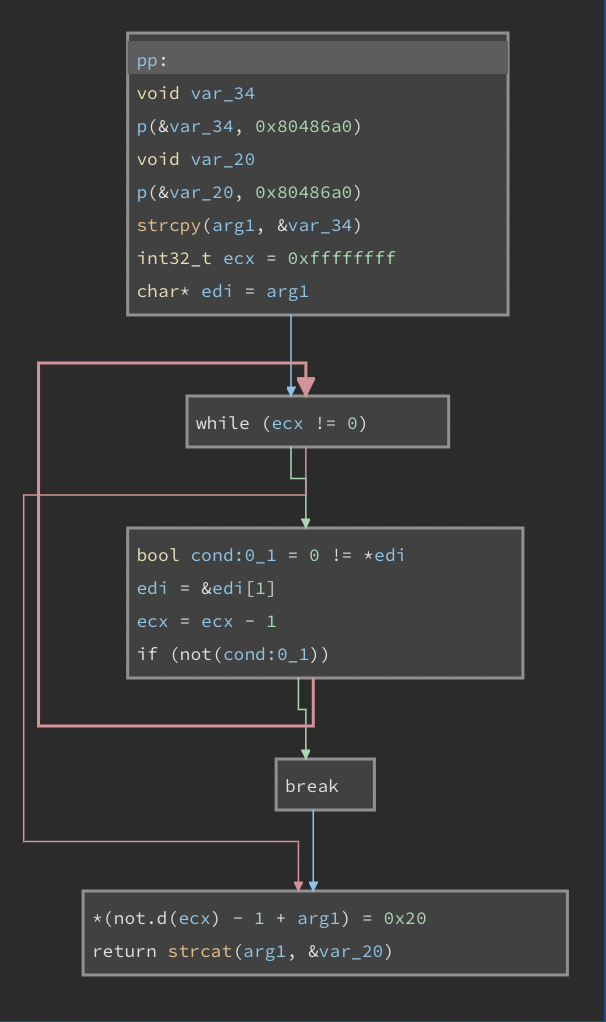 pp:
void var_34
p(&var_34, 0x80486a0)
void var_20
p(&var_20, 0x80486a0)
strcpy(arg1, &var_34)
int32_t ecx = 0xffffffff
char* edi = arg1
while (ecx != 0)
bool cond:0_1 = 0 != *edi
edi = &edi[1]
ecx = ecx - 1
if (not(cond:0_1))
break
*(not.d(ecx) - 1 + arg1) = 0x20
return strcat(arg1, &var_20)